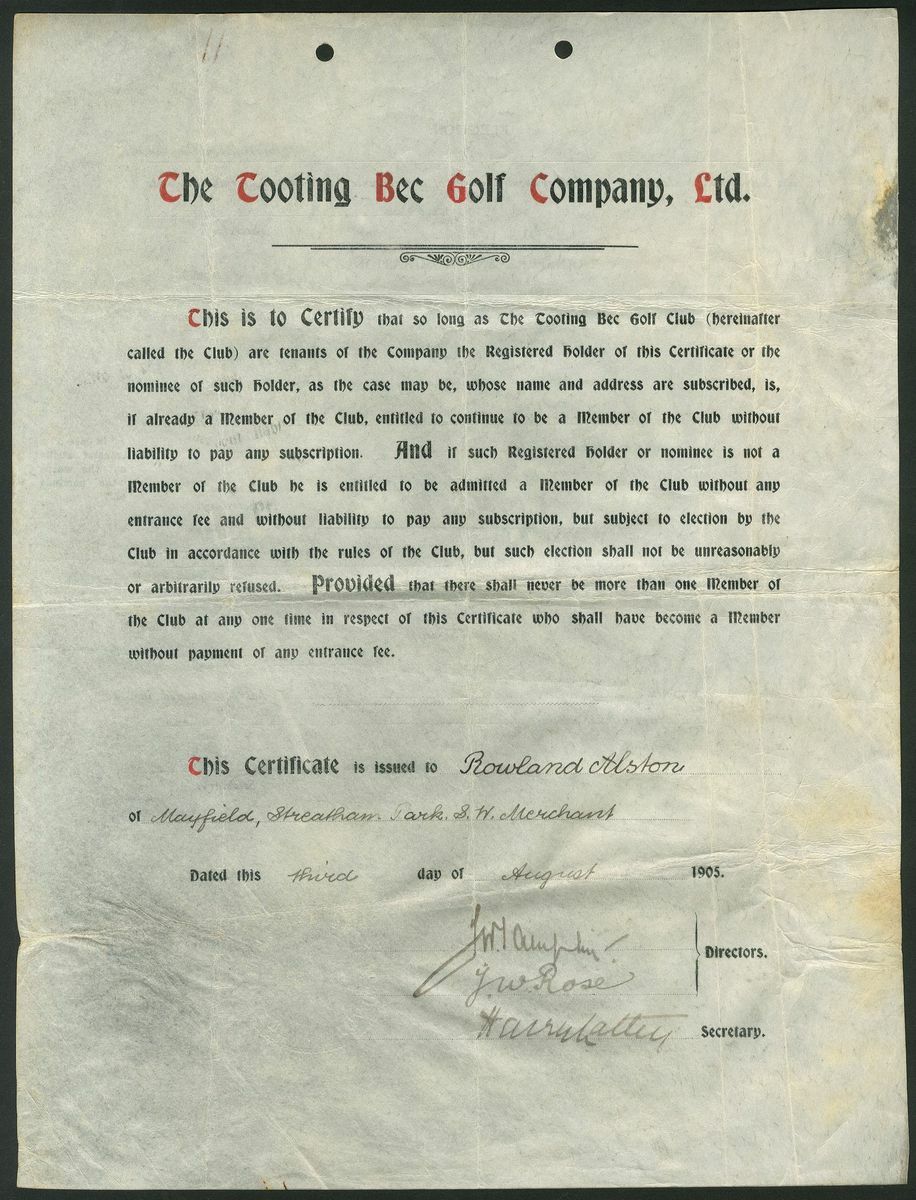 The Tooting Bec Golf Company, Ltd.
This is to Certify that so long as The Tooting Bec Golf Club (hereinafter
called the Club) are tenants of the Company the Registered Holder of this Certificate or the
nominee of such Holder, as the case may be, whose name and address are subscribed, is,
if already a Member of the Club, entitled to continue to be a Member of the Club without
liability to pay any subscription. And if such Registered Holder or nominee is not a
Member of the Club he is entitled to be admitted a Member of the Club without any
entrance fee and without liability to pay any subscription, but subject to election by the
Club in accordance with the rules of the Club, but such election shall not be unreasonably
or arbitrarily refused. Provided that there shall never be more than one Member of
the Club at any one time in respect of this Certificate who shall have become a Member
without payment of any entrance fee.
This Certificate is issued to Rowland Alston
of Mayfield, Streatham Park. S. W. Merchant
Dated this third day of August 1905.
Directors.
J. W. Rose
Secretary.